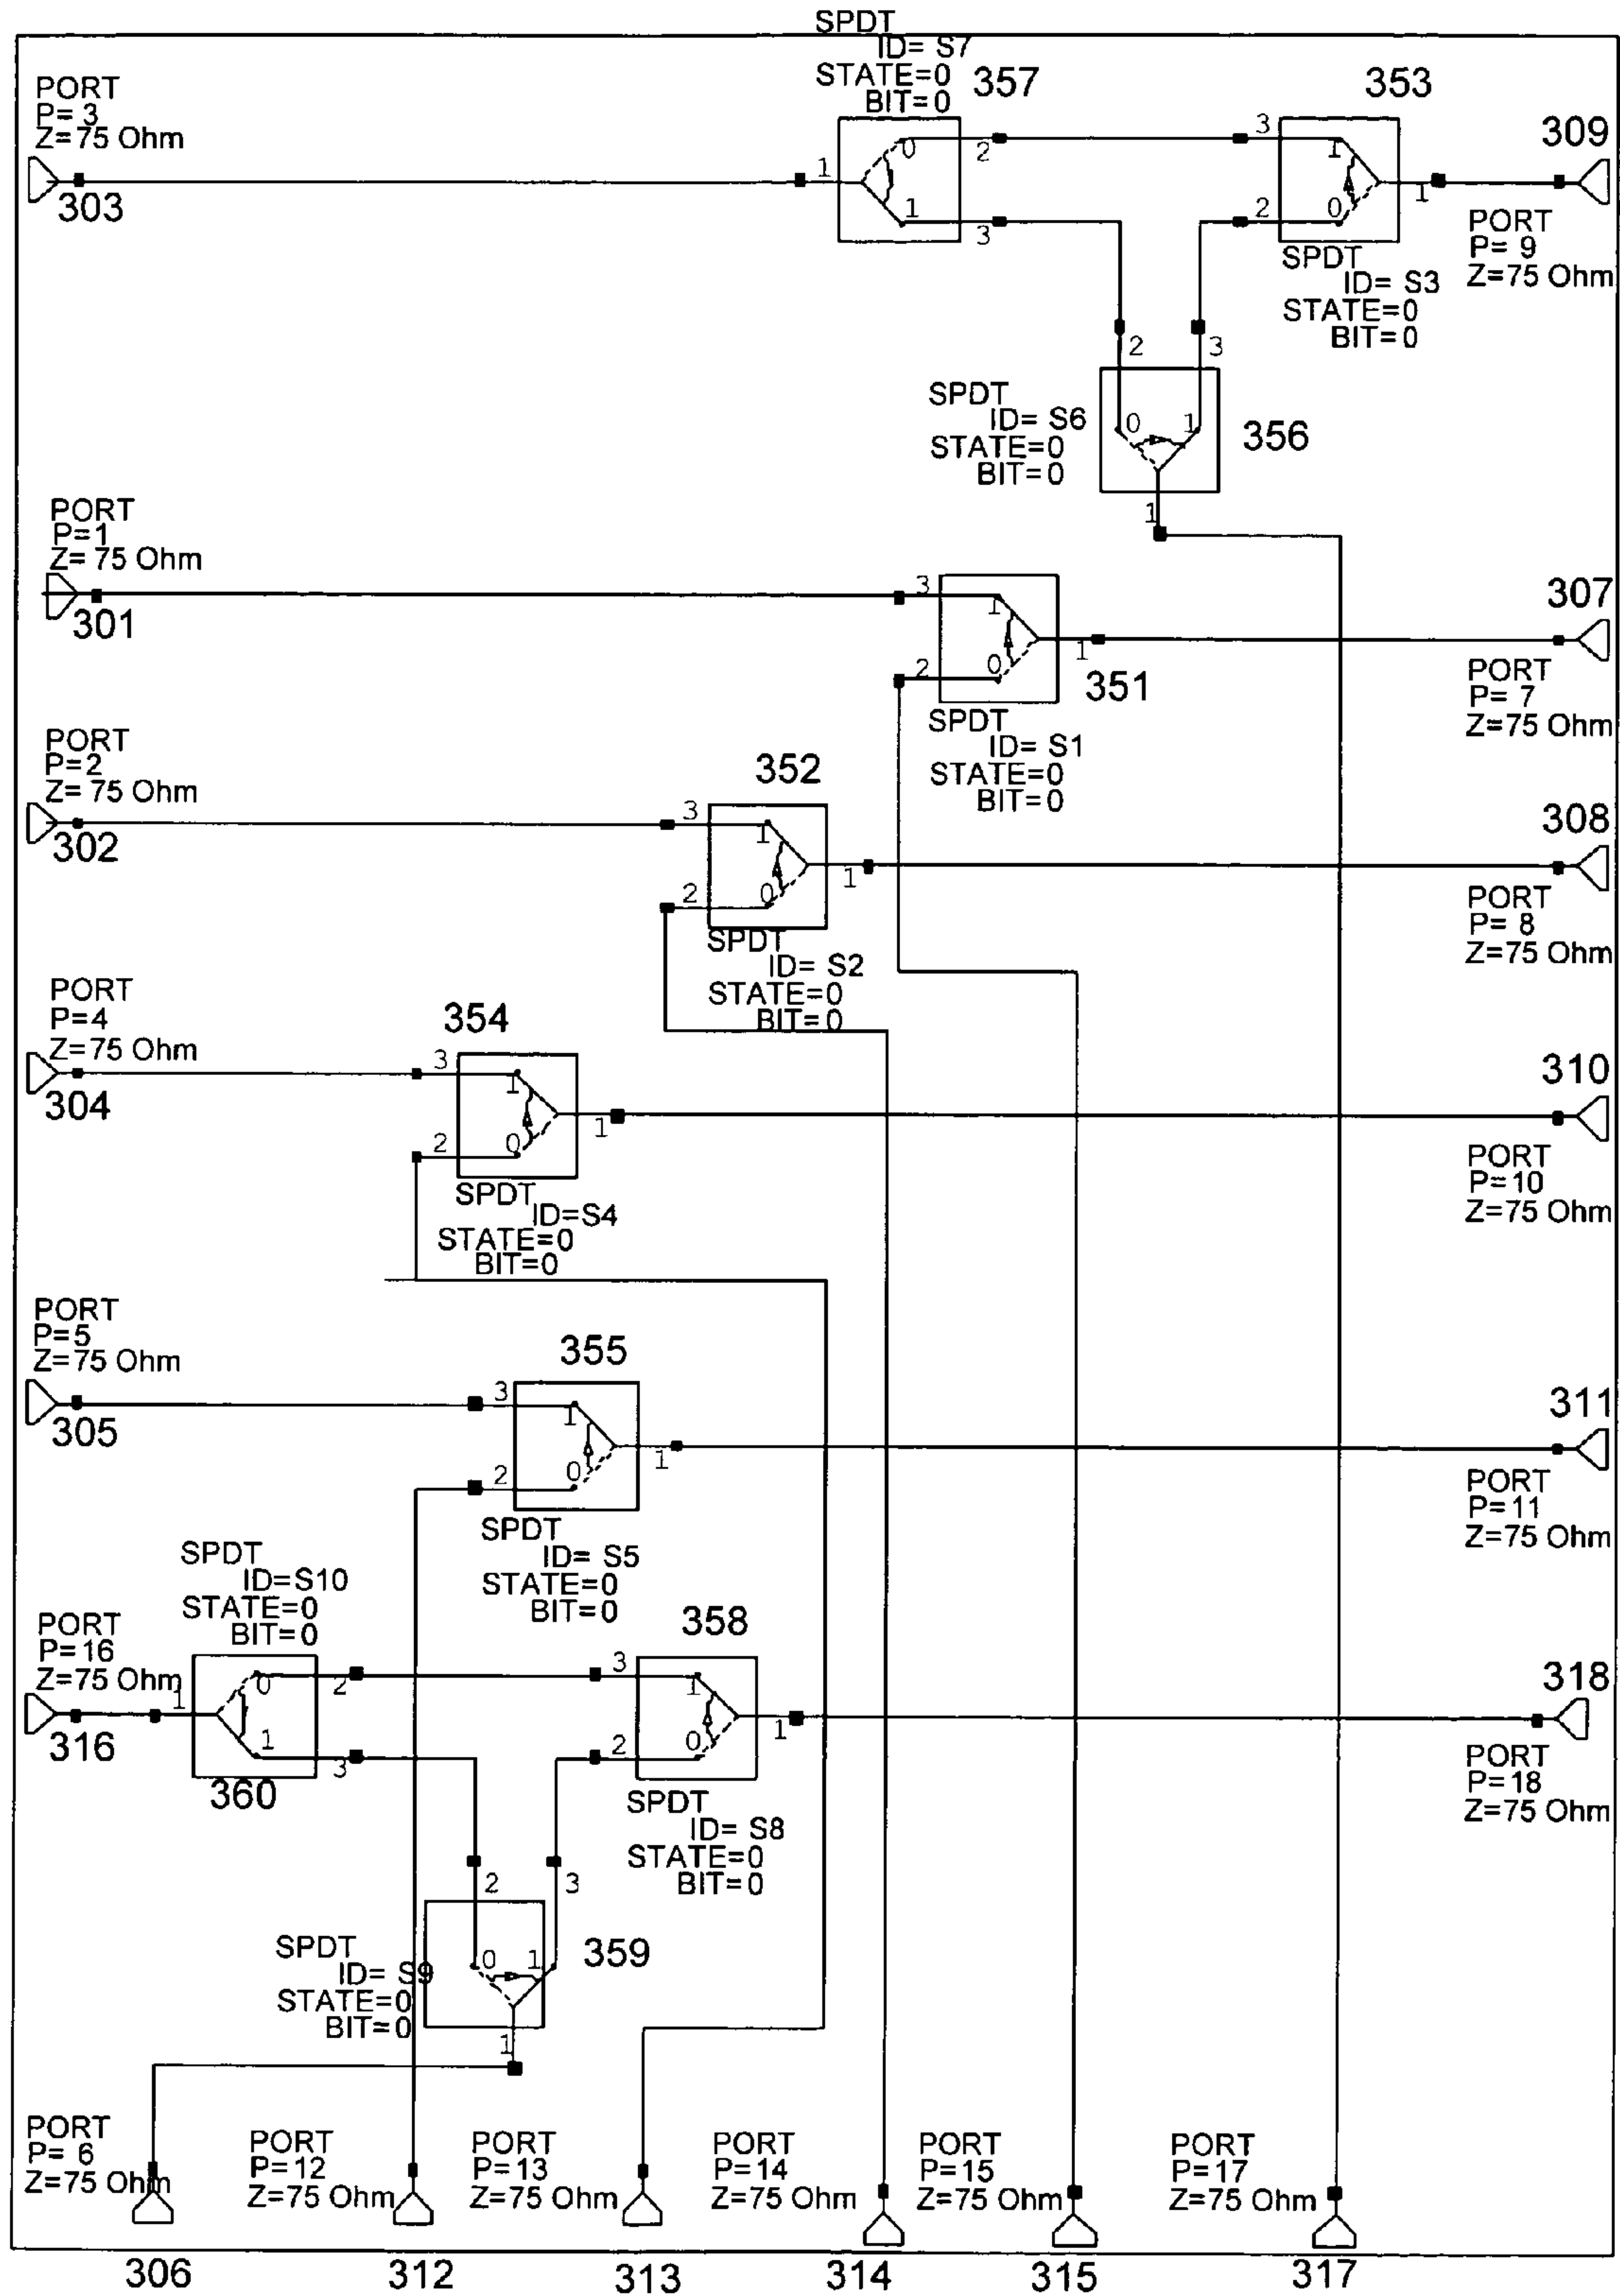 SPDT
ID= S7
STATE=0
BIT=0
357
353
PORT
P= 3
Z=75 Ohm
303
309
1
0
2
1
3
3
1
2
0
1
PORT
P= 9
Z=75 Ohm
SPDT
ID= S3
STATE=0
BIT=0
2
3
SPDT
ID= S6
STATE=0
BIT=0
0
1
356
1
PORT
P=1
Z= 75 Ohm
301
307
3
1
2
0
1
351
PORT
P= 7
Z=75 Ohm
SPDT
ID= S1
STATE=0
BIT=0
PORT
P=2
Z= 75 Ohm
302
352
308
3
1
2
0
1
PORT
P= 8
Z=75 Ohm
SPDT
ID= S2
STATE=0
BIT=0
PORT
P=4
Z=75 Ohm
304
354
310
3
1
2
0
1
PORT
P=10
Z=75 Ohm
SPDT
ID=S4
STATE=0
BIT=0
PORT
P=5
Z=75 Ohm
305
355
311
3
1
2
0
1
PORT
P=11
Z=75 Ohm
SPDT
ID= S5
STATE=0
BIT=0
SPDT
ID=S10
STATE=0
BIT=0
PORT
P=16
Z=75 Ohm
316
358
318
1
0
2
1
3
360
3
1
2
0
1
PORT
P=18
Z=75 Ohm
SPDT
ID= S8
STATE=0
BIT=0
2
3
SPDT
ID= S9
STATE=0
BIT=0
0
1
359
1
PORT
P= 6
Z=75 Ohm
PORT
P=12
Z=75 Ohm
PORT
P=13
Z=75 Ohm
PORT
P=14
Z=75 Ohm
PORT
P=15
Z=75 Ohm
PORT
P=17
Z=75 Ohm
306
312
313
314
315
317